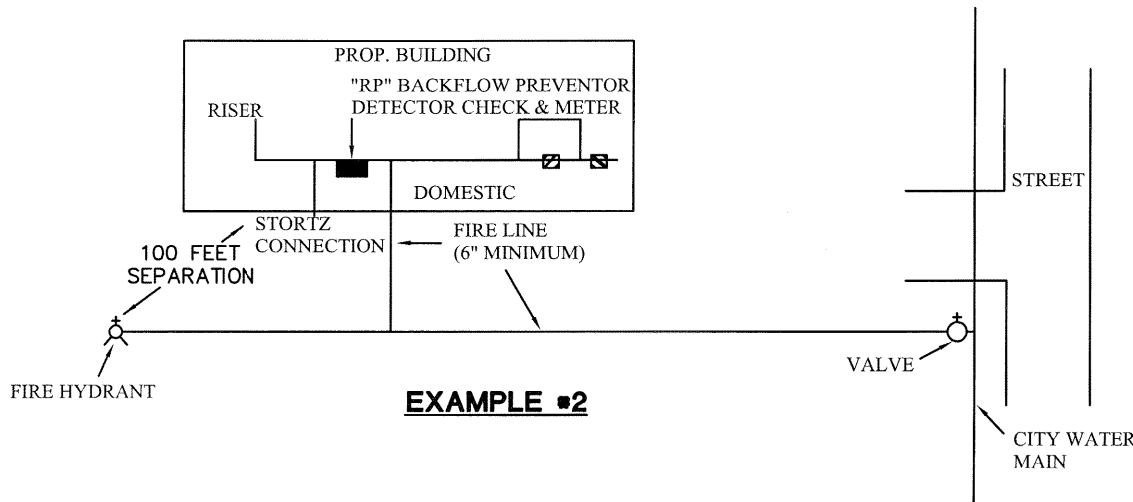 PROP. BUILDING
"RP" BACKFLOW PREVENTOR
DETECTOR CHECK & METER
RISER
DOMESTIC
STREET
STORTZ
CONNECTION
FIRE LINE
(6" MINIMUM)
100 FEET
SEPARATION
VALVE
FIRE HYDRANT
EXAMPLE #2
CITY WATER
MAIN